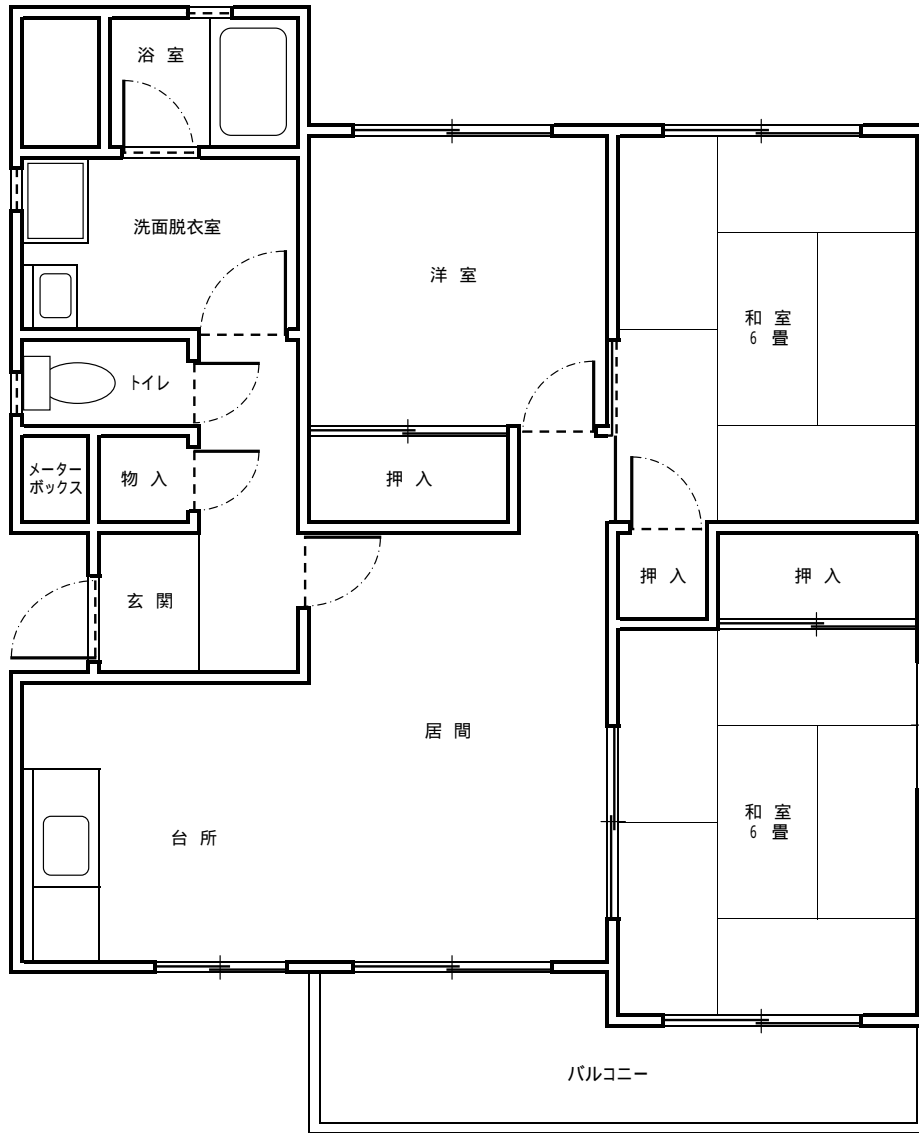 浴 室
洗面脱衣室
洋 室
和 室
6 畳
トイレ
メーター
ボックス
物 入
押 入
押 入
押 入
玄 関
居 間
台 所
和 室
6 畳
バルコニー